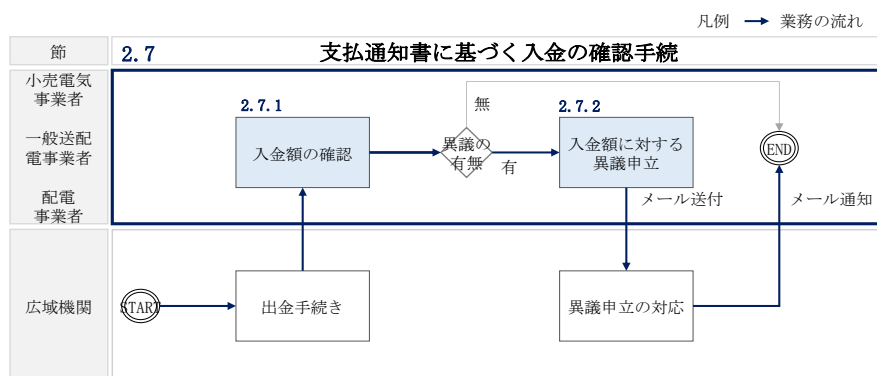 凡例 業務の流れ
節 2.7 支払通知書に基づく入金の確認手続
小売電気
事業者
一般送配
電事業者
配電
事業者
2.7.1
入金額の確認
異議の
有無
無
有
2.7.2
入金額に対する
異議申立
END
メール送付
メール通知
広域機関
START
出金手続き
異議申立の対応